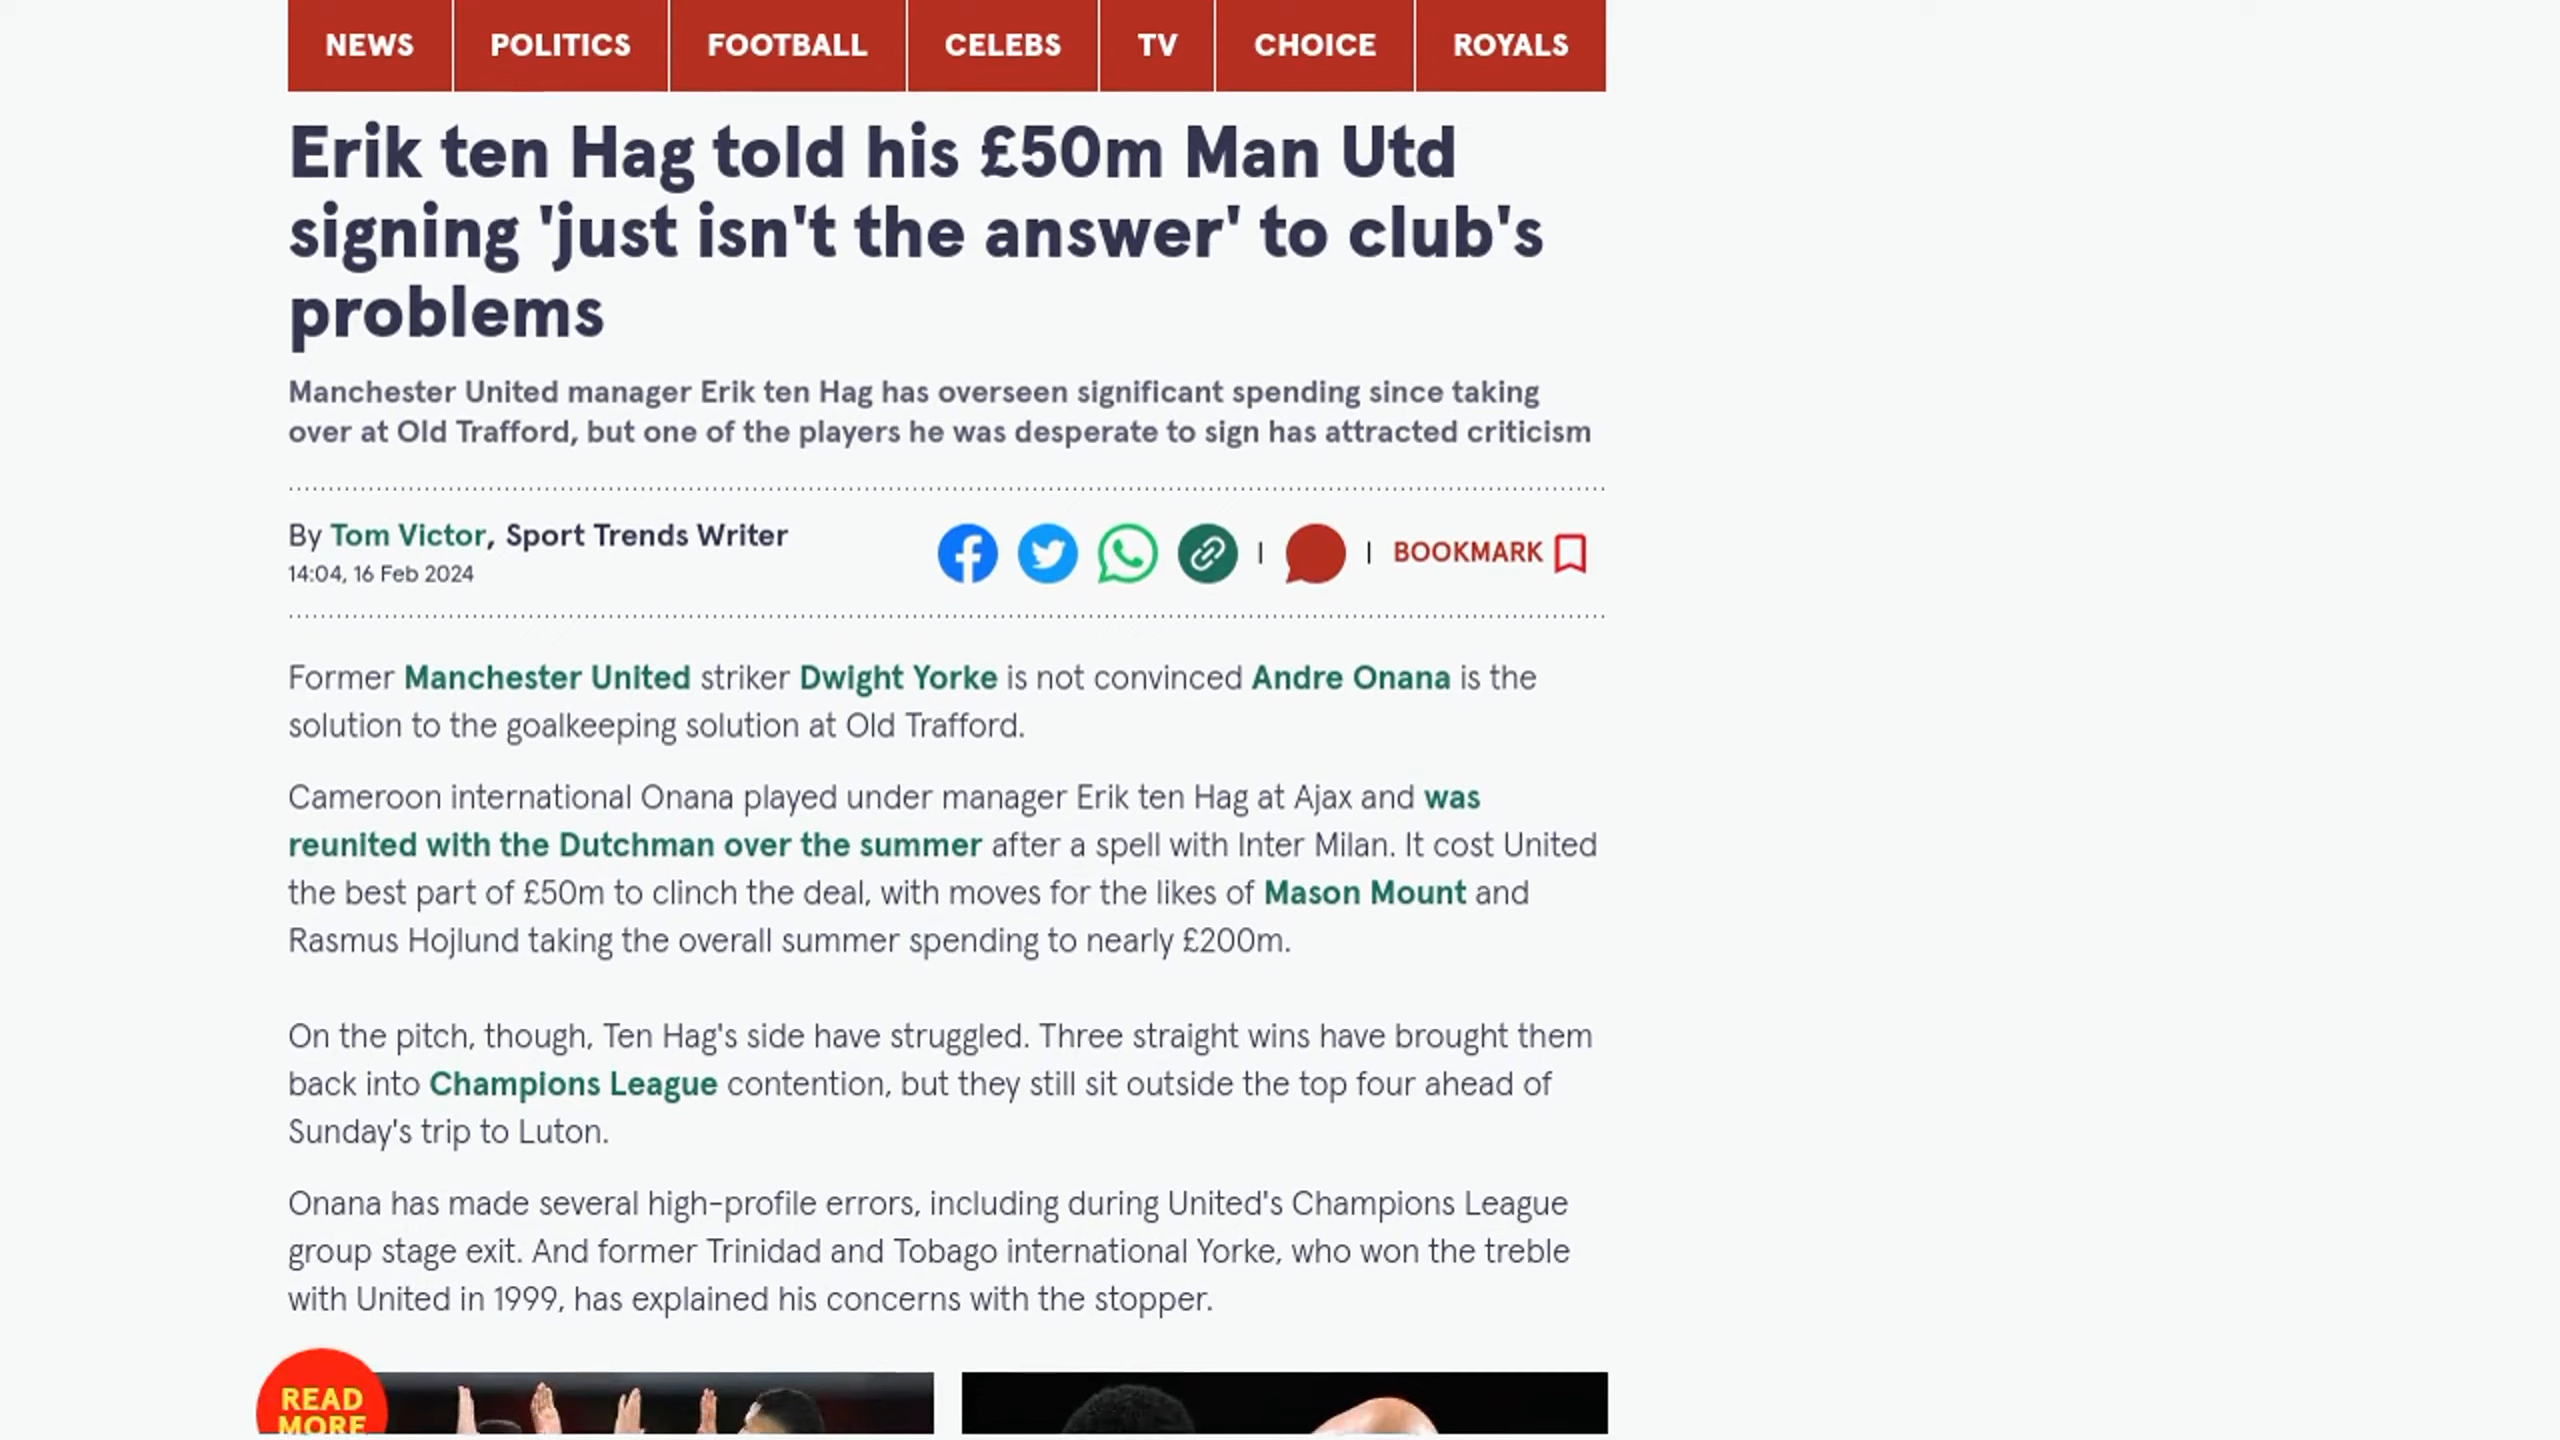 NEWS POLITICS FOOTBALL CELEBS TV CHOICE ROYALS
Erik ten Hag told his £50m Man Utd
signing 'just isn't the answer' to club's
problems
Manchester United manager Erik ten Hag has overseen significant spending since taking
over at Old Trafford, but one of the players he was desperate to sign has attracted criticism
By Tom Victor, Sport Trends Writer
14:04, 16 Feb 2024
BOOKMARK
Former Manchester United striker Dwight Yorke is not convinced Andre Onana is the
solution to the goalkeeping solution at Old Trafford.
Cameroon international Onana played under manager Erik ten Hag at Ajax and was
reunited with the Dutchman over the summer after a spell with Inter Milan. It cost United
the best part of £50m to clinch the deal, with moves for the likes of Mason Mount and
Rasmus Hojlund taking the overall summer spending to nearly £200m.
On the pitch, though, Ten Hag's side have struggled. Three straight wins have brought them
back into Champions League contention, but they still sit outside the top four ahead of
Sunday's trip to Luton.
Onana has made several high-profile errors, including during United's Champions League
group stage exit. And former Trinidad and Tobago international Yorke, who won the treble
with United in 1999, has explained his concerns with the stopper.
READ
MORE